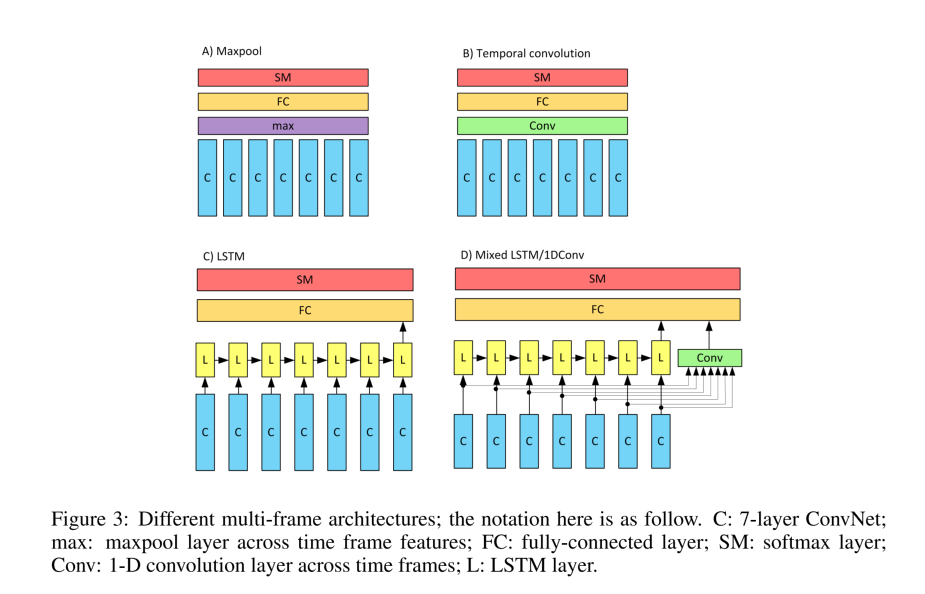 A) Maxpool
SM
FC
max
C C C C C C C
B) Temporal convolution
SM
FC
Conv
C C C C C C C
C) LSTM
SM
FC
L L L L L L L
C C C C C C C
D) Mixed LSTM/1DConv
SM
FC
L L L L L L L Conv
C C C C C C C
Figure 3: Different multi-frame architectures; the notation here is as follow. C: 7-layer ConvNet;
max: maxpool layer across time frame features; FC: fully-connected layer; SM: softmax layer;
Conv: 1-D convolution layer across time frames; L: LSTM layer.